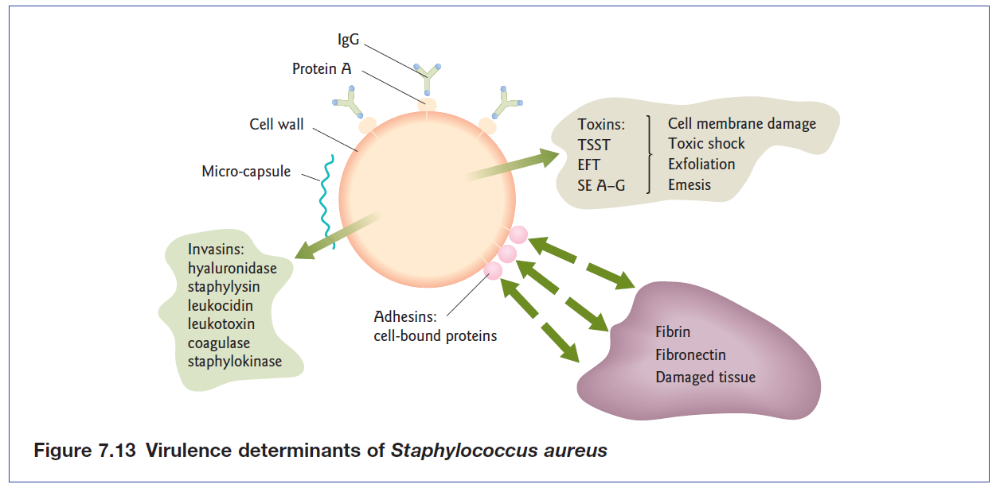 IgG
Protein A
Cell wall
Micro-capsule
Toxins:
TSST
EFT
SE A–G
Cell membrane damage
Toxic shock
Exfoliation
Emesis
Invasins:
hyaluronidase
staphylysin
leukocidin
leukotoxin
coagulase
staphylokinase
Adhesins:
cell-bound proteins
Fibrin
Fibronectin
Damaged tissue
Figure 7.13 Virulence determinants of Staphylococcus aureus